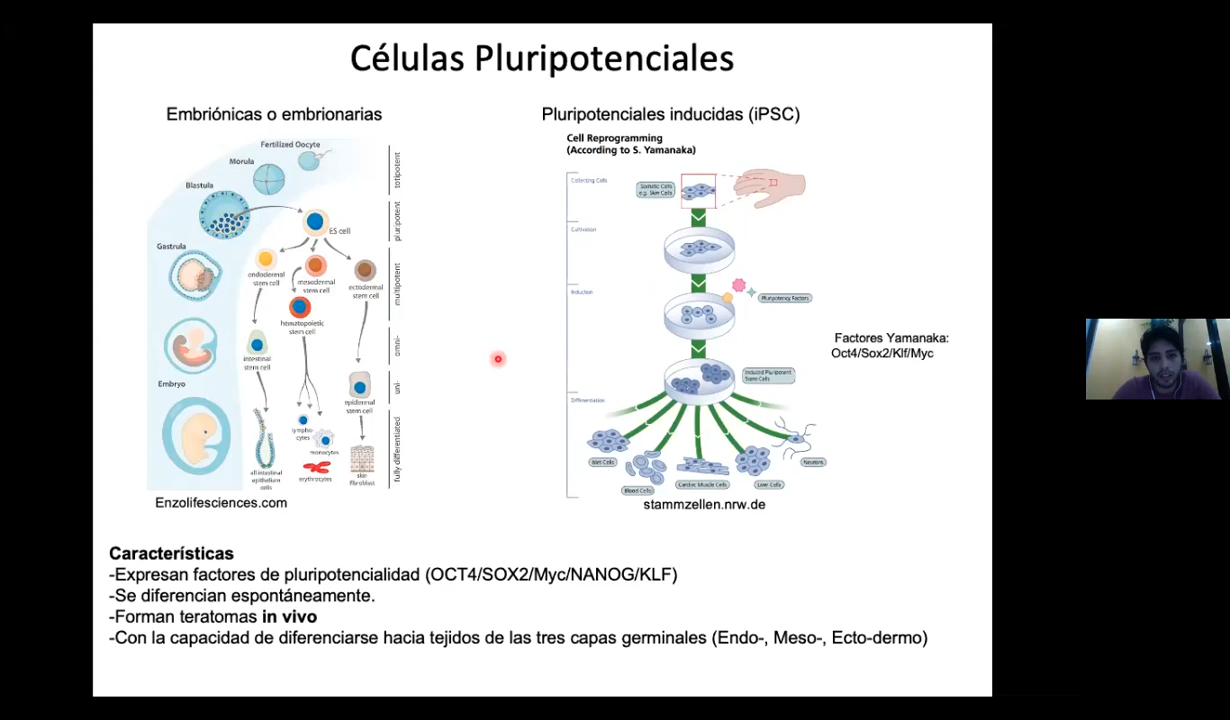 Células Pluripotenciales
Embriónicas o embrionarias
Fertilized Oocyte
Morula
Blastula
Gastrula
Embryo
ES cell
endodermal
stem cell
mesodermal
stem cell
ectodermal
stem cell
hematopoietic
stem cell
intestinal
stem cell
epidermal
stem cell
lympho-
cytes
monocytes
all intestinal
epithelium
cells
erythrocytes
skin
fibroblast
totipotent
pluripotent
multipotent
omni-
uni-
fully differentiated
Enzolifesciences.com
Pluripotenciales inducidas (iPSC)
Cell Reprogramming
(According to S. Yamanaka)
Collecting Cells
Somatic Cells
e.g. Skin Cells
Cultivation
Induction
Pluripotency Factors
Induced Pluripotent
Stem Cells
Differentiation
Islet Cells
Blood Cells
Cardiac Muscle Cells
Liver Cells
Neurons
stammzellen.nrw.de
Factores Yamanaka:
Oct4/Sox2/Klf/Myc
Características
-Expresan factores de pluripotencialidad (OCT4/SOX2/Myc/NANOG/KLF)
-Se diferencian espontáneamente.
-Forman teratomas in vivo
-Con la capacidad de diferenciarse hacia tejidos de las tres capas germinales (Endo-, Meso-, Ecto-dermo)